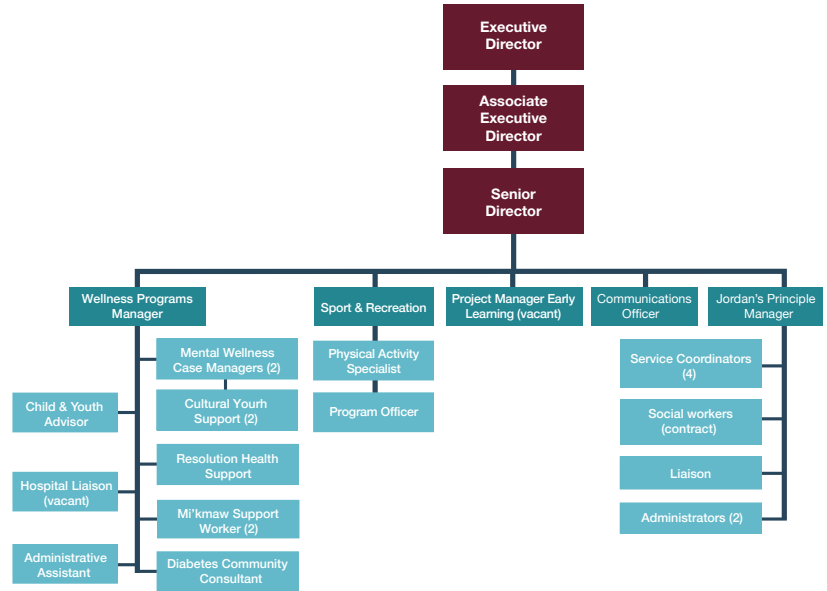 Executive
Director
Associate
Executive
Director
Senior
Director
Wellness Programs
Manager
Sport & Recreation
Project Manager Early
Learning (vacant)
Communications
Officer
Jordan's Principle
Manager
Mental Wellness
Case Managers (2)
Cultural Yourh
Support (2)
Child & Youth
Advisor
Resolution Health
Support
Hospital Liaison
(vacant)
Mi'kmaw Support
Worker (2)
Administrative
Assistant
Diabetes Community
Consultant
Physical Activity
Specialist
Program Officer
Service Coordinators
(4)
Social workers
(contract)
Liaison
Administrators (2)